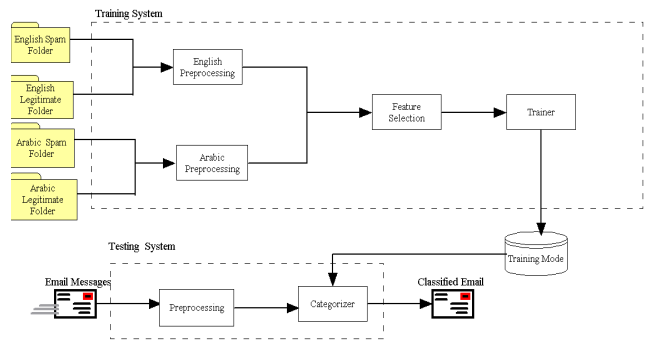 Training System
English Spam
Folder
English
Legitimate
Folder
Arabic Spam
Folder
Arabic
Legitimate
Folder
English
Preprocessing
Arabic
Preprocessing
Feature
Selection
Trainer
Training Mode
Testing System
Email Messages
Preprocessing
Categorizer
Classified Email